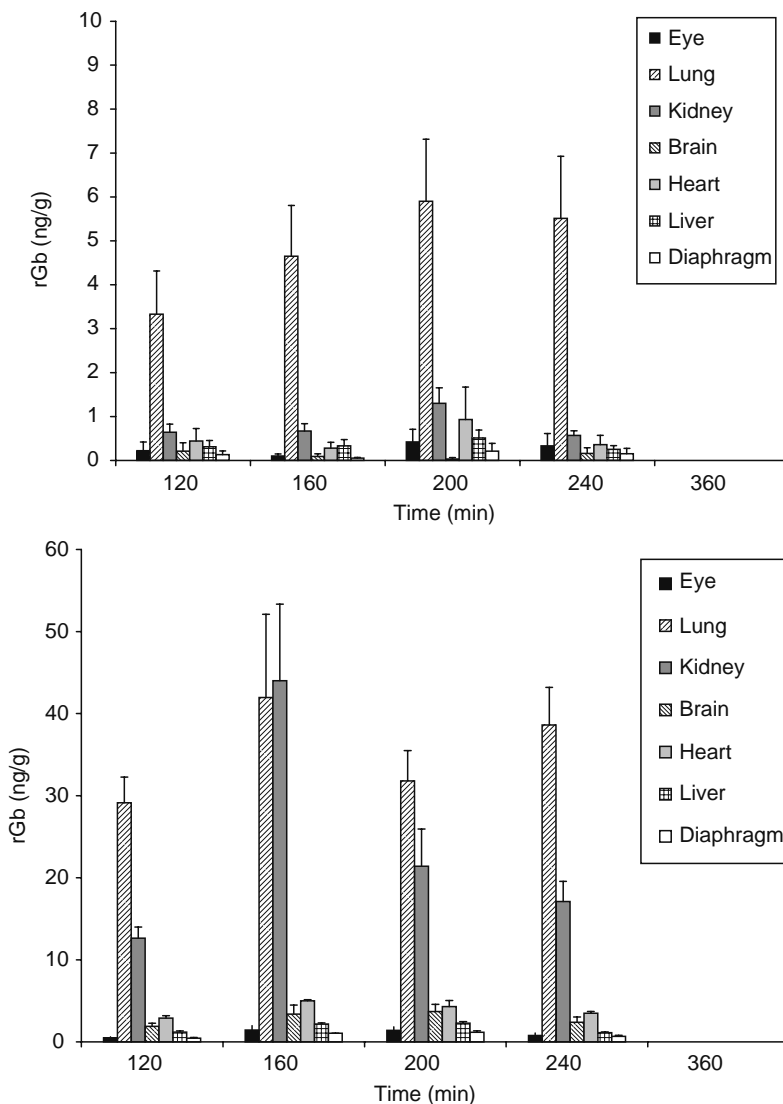 10
9
8
7
6
5
4
3
2
1
0
rGb (ng/g)
120 160 200 240 360
Time (min)
Eye
Lung
Kidney
Brain
Heart
Liver
Diaphragm
60
50
40
30
20
10
0
rGb (ng/g)
120 160 200 240 360
Time (min)
Eye
Lung
Kidney
Brain
Heart
Liver
Diaphragm